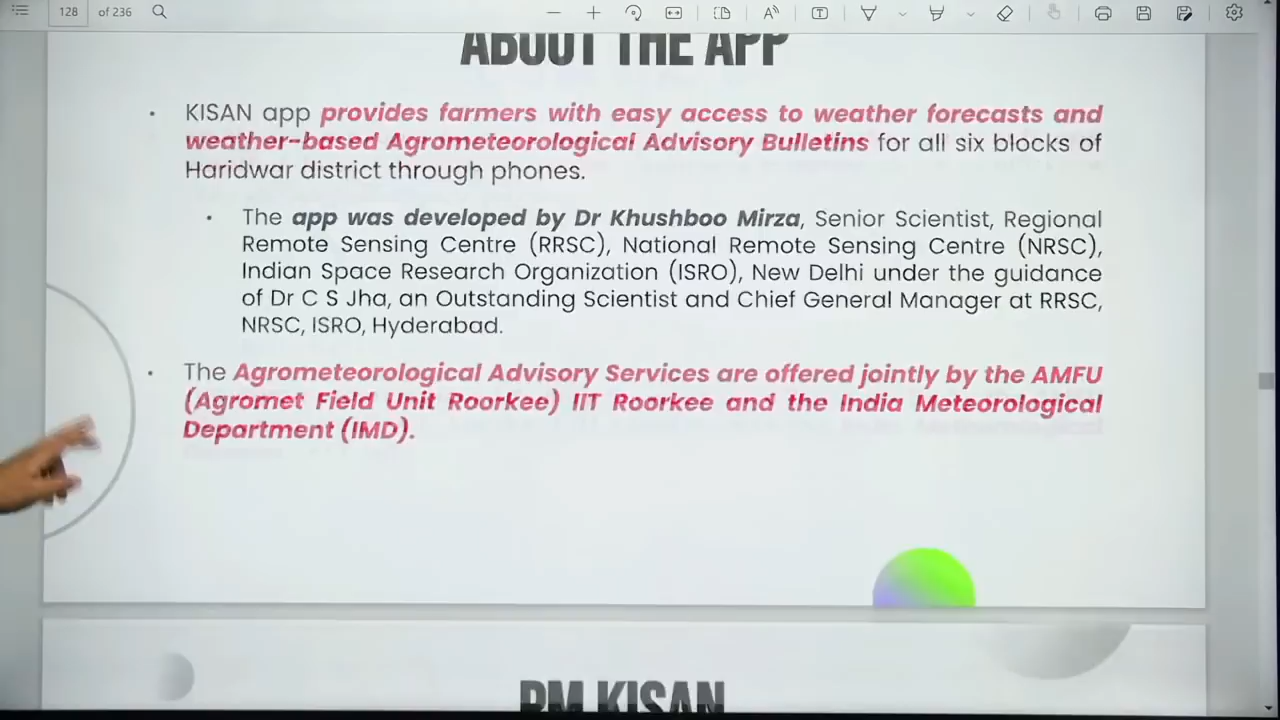 128 of 236
ABOUT THE APP
• KISAN app provides farmers with easy access to weather forecasts and
weather-based Agrometeorological Advisory Bulletins for all six blocks of
Haridwar district through phones.
• The app was developed by Dr Khushboo Mirza, Senior Scientist, Regional
Remote Sensing Centre (RRSC), National Remote Sensing Centre (NRSC),
Indian Space Research Organization (ISRO), New Delhi under the guidance
of Dr C S Jha, an Outstanding Scientist and Chief General Manager at RRSC,
NRSC, ISRO, Hyderabad.
• The Agrometeorological Advisory Services are offered jointly by the AMFU
(Agromet Field Unit Roorkee) IIT Roorkee and the India Meteorological
Department (IMD).
PM KISAN